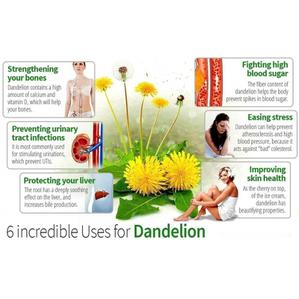 Strengthening
your bones
Dandelion contains a high
amount of calcium and
vitamin D, which will help
your bones.
Preventing urinary
tract infections
It is most commonly used
for stimulating urinations,
which prevent UTIs.
Protecting your liver
The root has a deeply soothing
effect on the liver, and
increases bile production.
Fighting high
blood sugar
The fiber content of
dandelion helps the body
prevent spikes in blood sugar.
Easing stress
Dandelion can help prevent
atherosclerosis and high
blood pressure, because it
acts against "bad" colesterol.
Improving
skin health
As the cherry on top,
of the ice cream,
dandelion has
beautifying properties.
6 incredible Uses for Dandelion